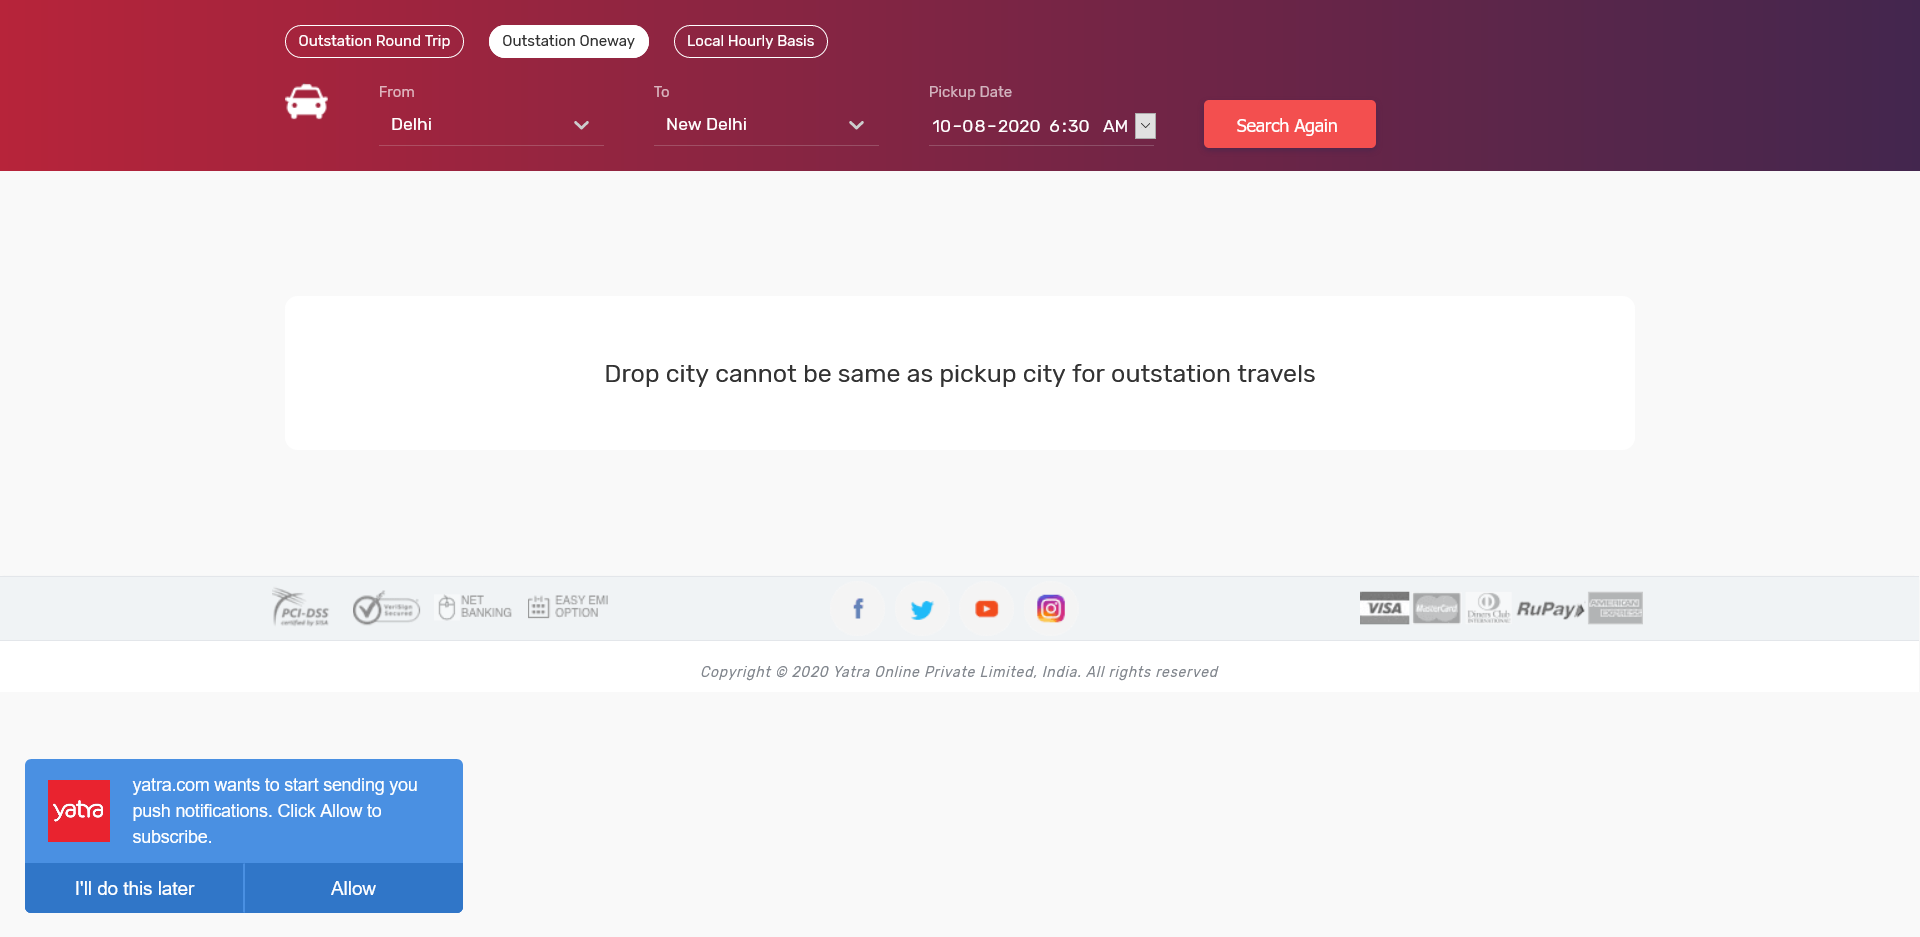 Outstation Round Trip
Outstation Oneway
Local Hourly Basis
From
To
Pickup Date
Delhi
New Delhi
10-08-2020 6:30 AM
Search Again
Drop city cannot be same as pickup city for outstation travels
PCI-DSS
certified by SISA
VeriSign
Secured
NET
BANKING
EASY EMI
OPTION
VISA
MasterCard
Diners Club
INTERNATIONAL
RuPay
AMERICAN
EXPRESS
Copyright © 2020 Yatra Online Private Limited, India. All rights reserved
yatra
yatra.com wants to start sending you
push notifications. Click Allow to
subscribe.
I'll do this later
Allow